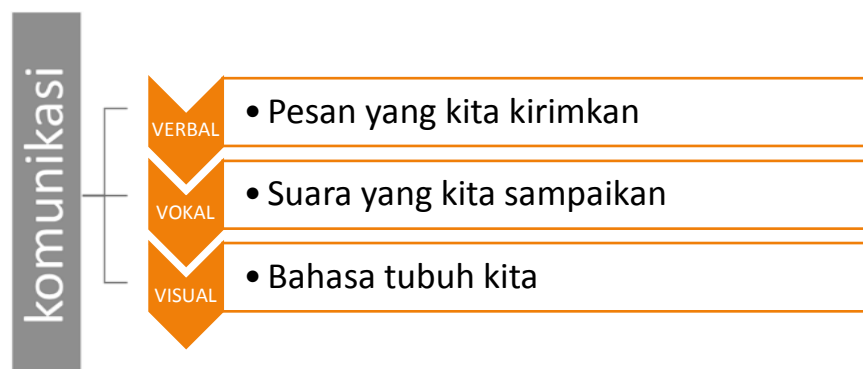 komunikasi
VERBAL
• Pesan yang kita kirimkan
VOKAL
• Suara yang kita sampaikan
VISUAL
• Bahasa tubuh kita